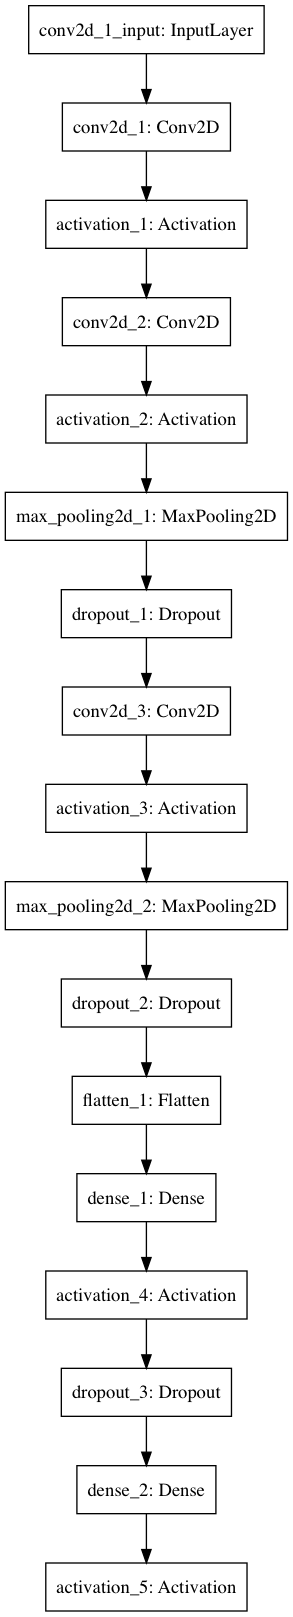 conv2d_1_input: InputLayer
conv2d_1: Conv2D
activation_1: Activation
conv2d_2: Conv2D
activation_2: Activation
max_pooling2d_1: MaxPooling2D
dropout_1: Dropout
conv2d_3: Conv2D
activation_3: Activation
max_pooling2d_2: MaxPooling2D
dropout_2: Dropout
flatten_1: Flatten
dense_1: Dense
activation_4: Activation
dropout_3: Dropout
dense_2: Dense
activation_5: Activation